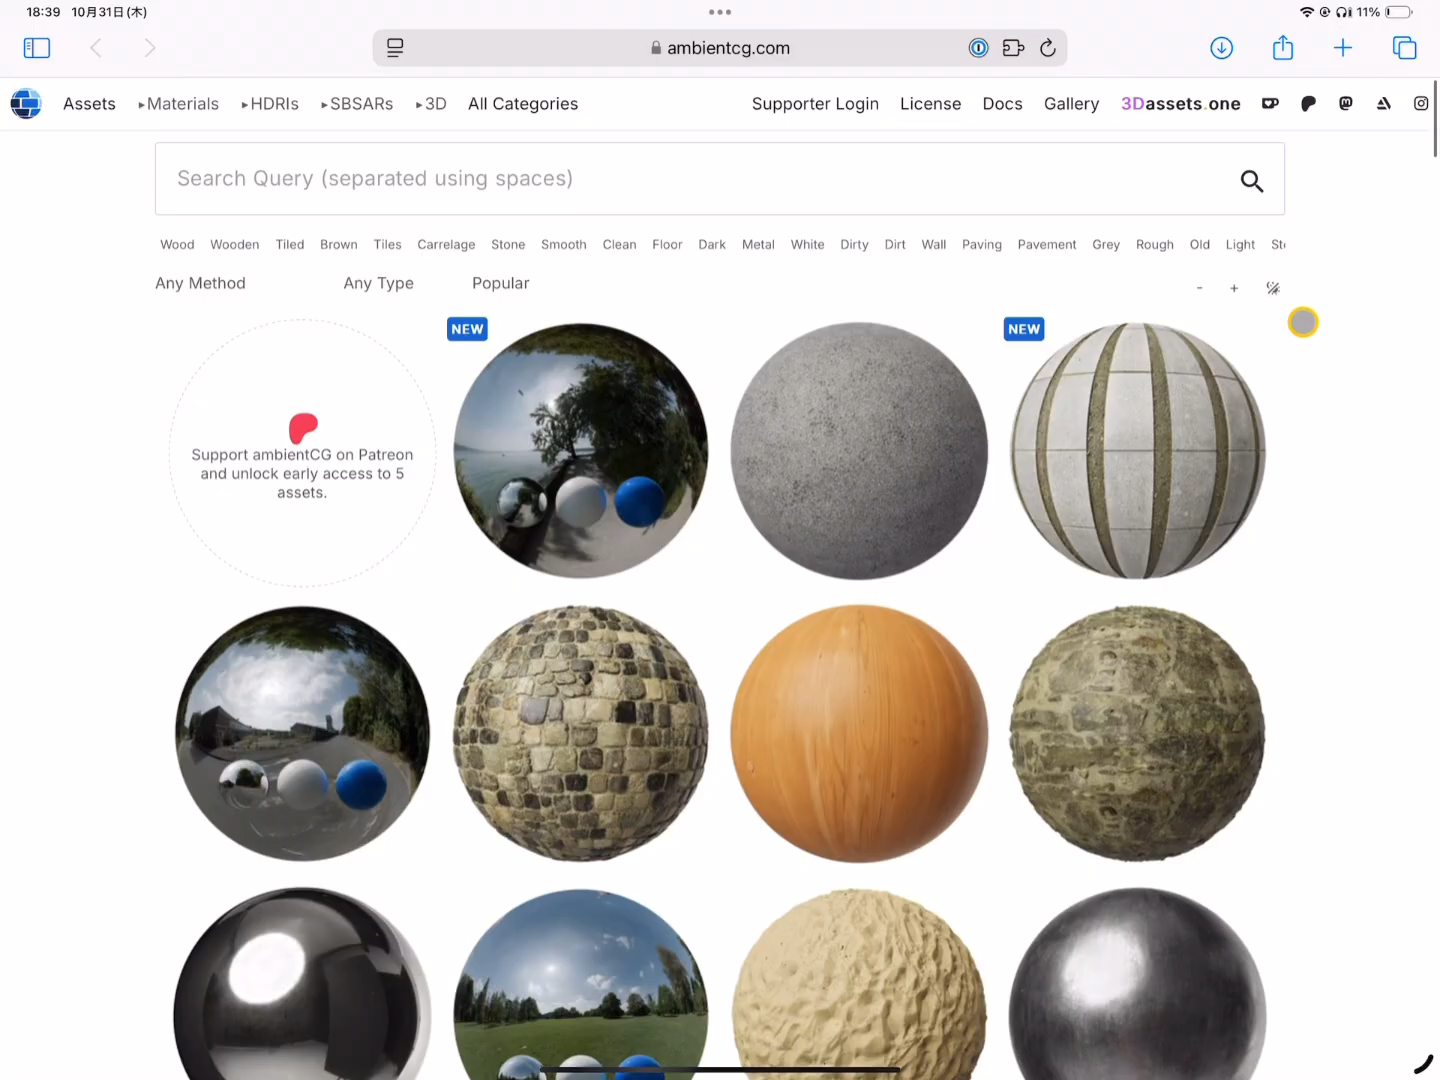 18:39 10月31日(木)
11%
ambientcg.com
Assets ▸Materials ▸HDRIs ▸SBSARs ▸3D All Categories Supporter Login License Docs Gallery 3Dassets.one
Search Query (separated using spaces)
Wood Wooden Tiled Brown Tiles Carrelage Stone Smooth Clean Floor Dark Metal White Dirty Dirt Wall Paving Pavement Grey Rough Old Light
Any Method Any Type Popular - +
NEW
NEW
Support ambientCG on Patreon
and unlock early access to 5
assets.